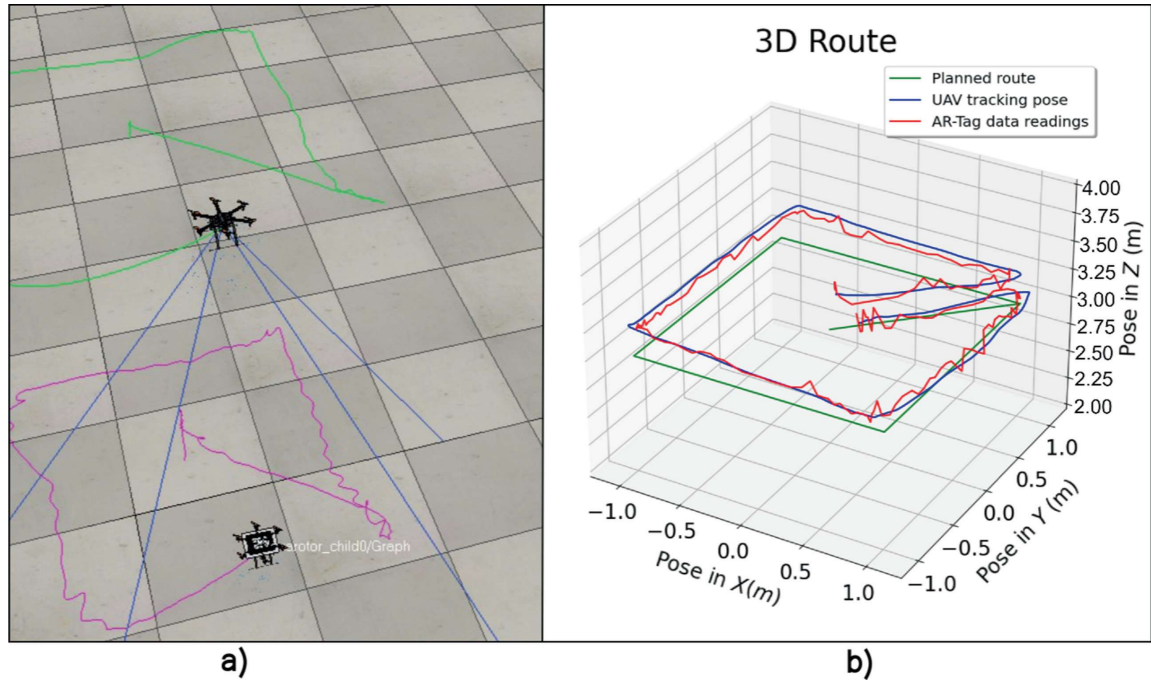 arotor_child0/Graph
3D Route
Planned route
UAV tracking pose
AR-Tag data readings
4.00
3.75
3.50
3.25
3.00
2.75
2.50
2.25
2.00
Pose in Z (m)
1.0
0.5
0.0
−0.5
−1.0
Pose in Y (m)
−1.0
−0.5
0.0
0.5
1.0
Pose in X(m)
a)
b)